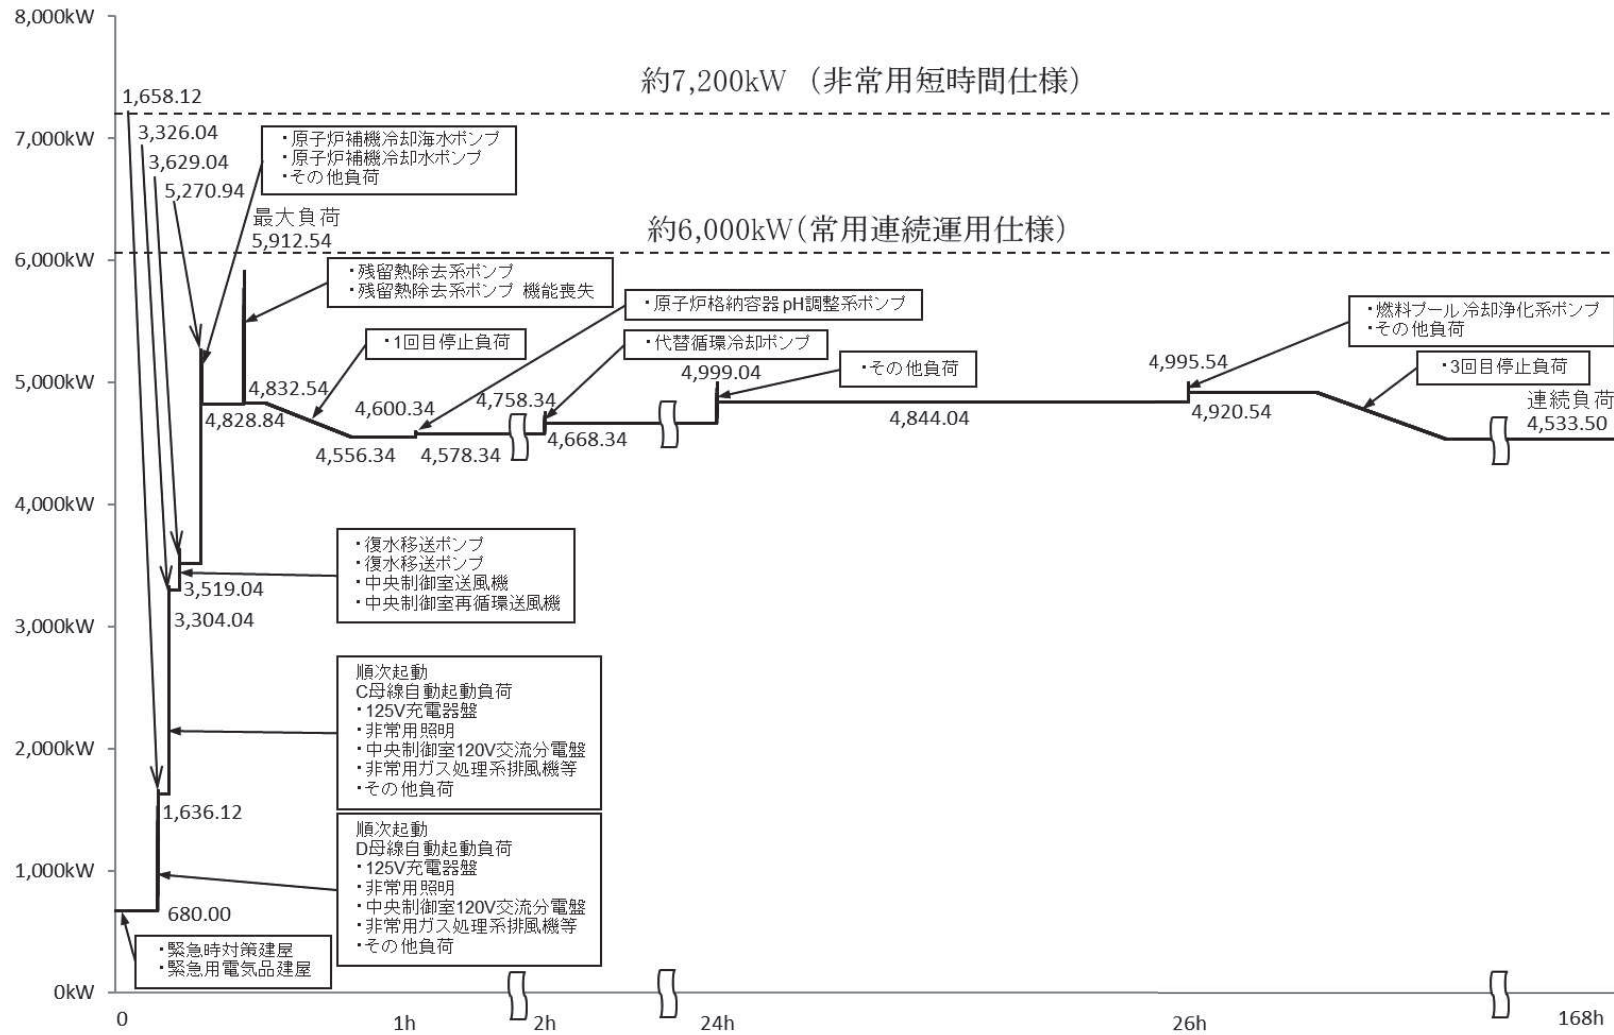 8,000kW
約7,200kW （非常用短時間仕様）
1,658.12
3,326.04
7,000kW
3,629.04
5,270.94
・原子炉補機冷却海水ポンプ
・原子炉補機冷却水ポンプ
・その他負荷
最大負荷
5,912.54
約6,000kW(常用連続運用仕様)
6,000kW
・残留熱除去系ポンプ
・残留熱除去系ポンプ 機能喪失
・原子炉格納容器pH調整系ポンプ
・燃料プール冷却浄化系ポンプ
・その他負荷
・1回目停止負荷
・代替循環冷却ポンプ
・その他負荷
・3回目停止負荷
5,000kW
4,832.54
4,828.84
4,600.34
4,556.34
4,758.34
4,578.34
4,668.34
4,999.04
4,844.04
4,995.54
4,920.54
連続負荷
4,533.50
4,000kW
・復水移送ポンプ
・復水移送ポンプ
・中央制御室送風機
・中央制御室再循環送風機
3,519.04
3,304.04
3,000kW
順次起動
C母線自動起動負荷
・125V充電器盤
・非常用照明
・中央制御室120V交流分電盤
・非常用ガス処理系排風機等
・その他負荷
2,000kW
1,636.12
順次起動
D母線自動起動負荷
・125V充電器盤
・非常用照明
・中央制御室120V交流分電盤
・非常用ガス処理系排風機等
・その他負荷
1,000kW
680.00
・緊急時対策建屋
・緊急用電気品建屋
0kW
0
1h
2h
24h
26h
168h